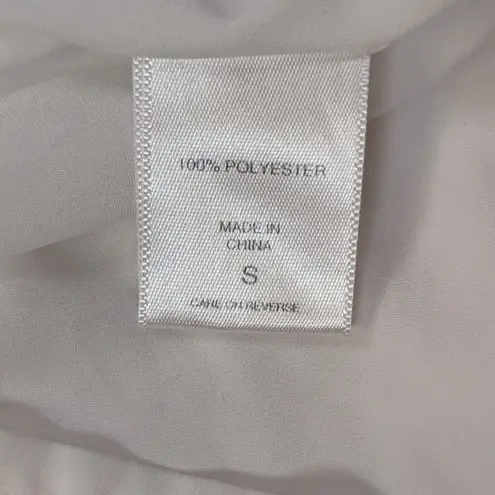 100% POLYESTER
MADE IN
CHINA
S
CARE ON REVERSE